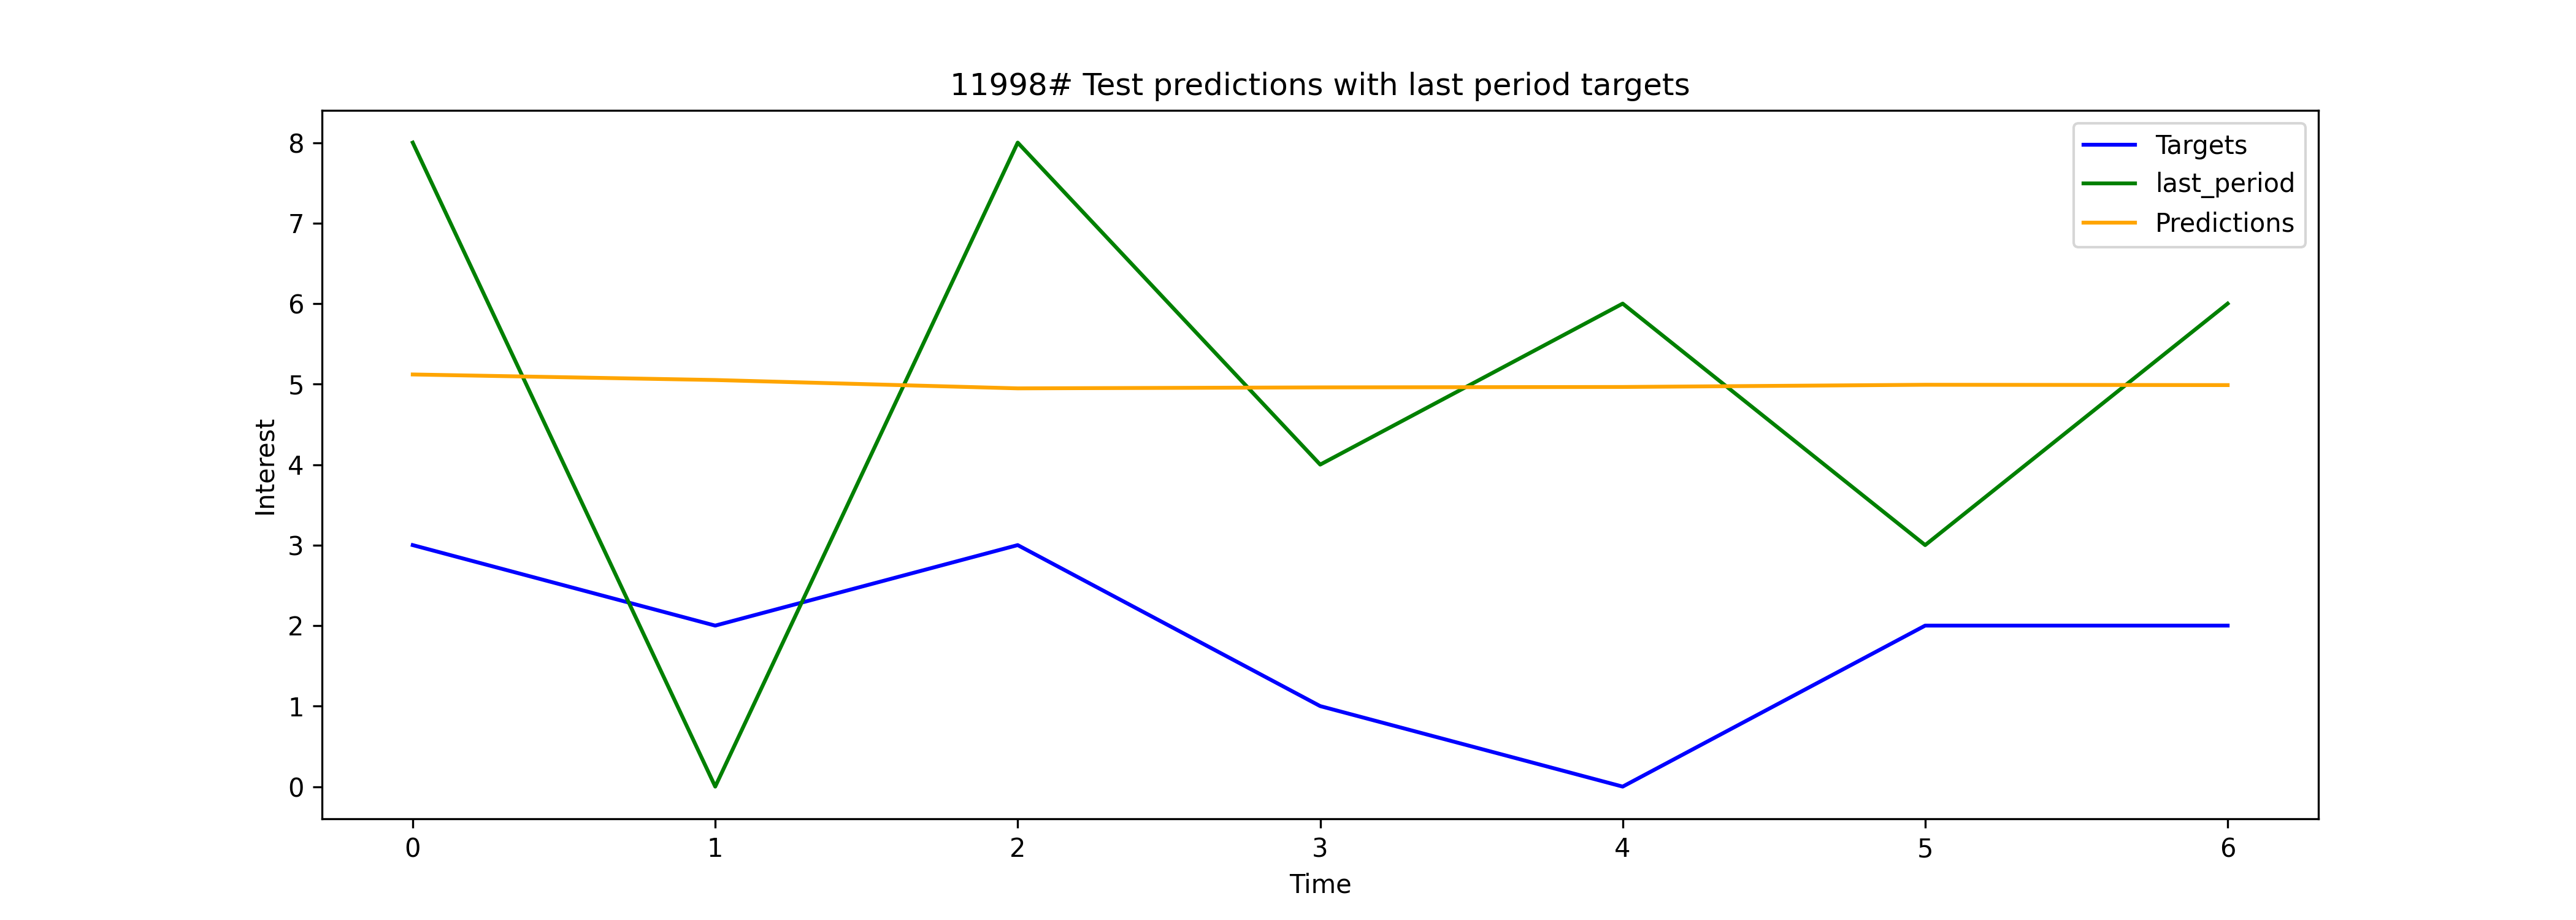 11998# Test predictions with last period targets
Targets
last_period
Predictions
8
7
6
5
4
3
2
1
0
Interest
0 1 2 3 4 5 6
Time